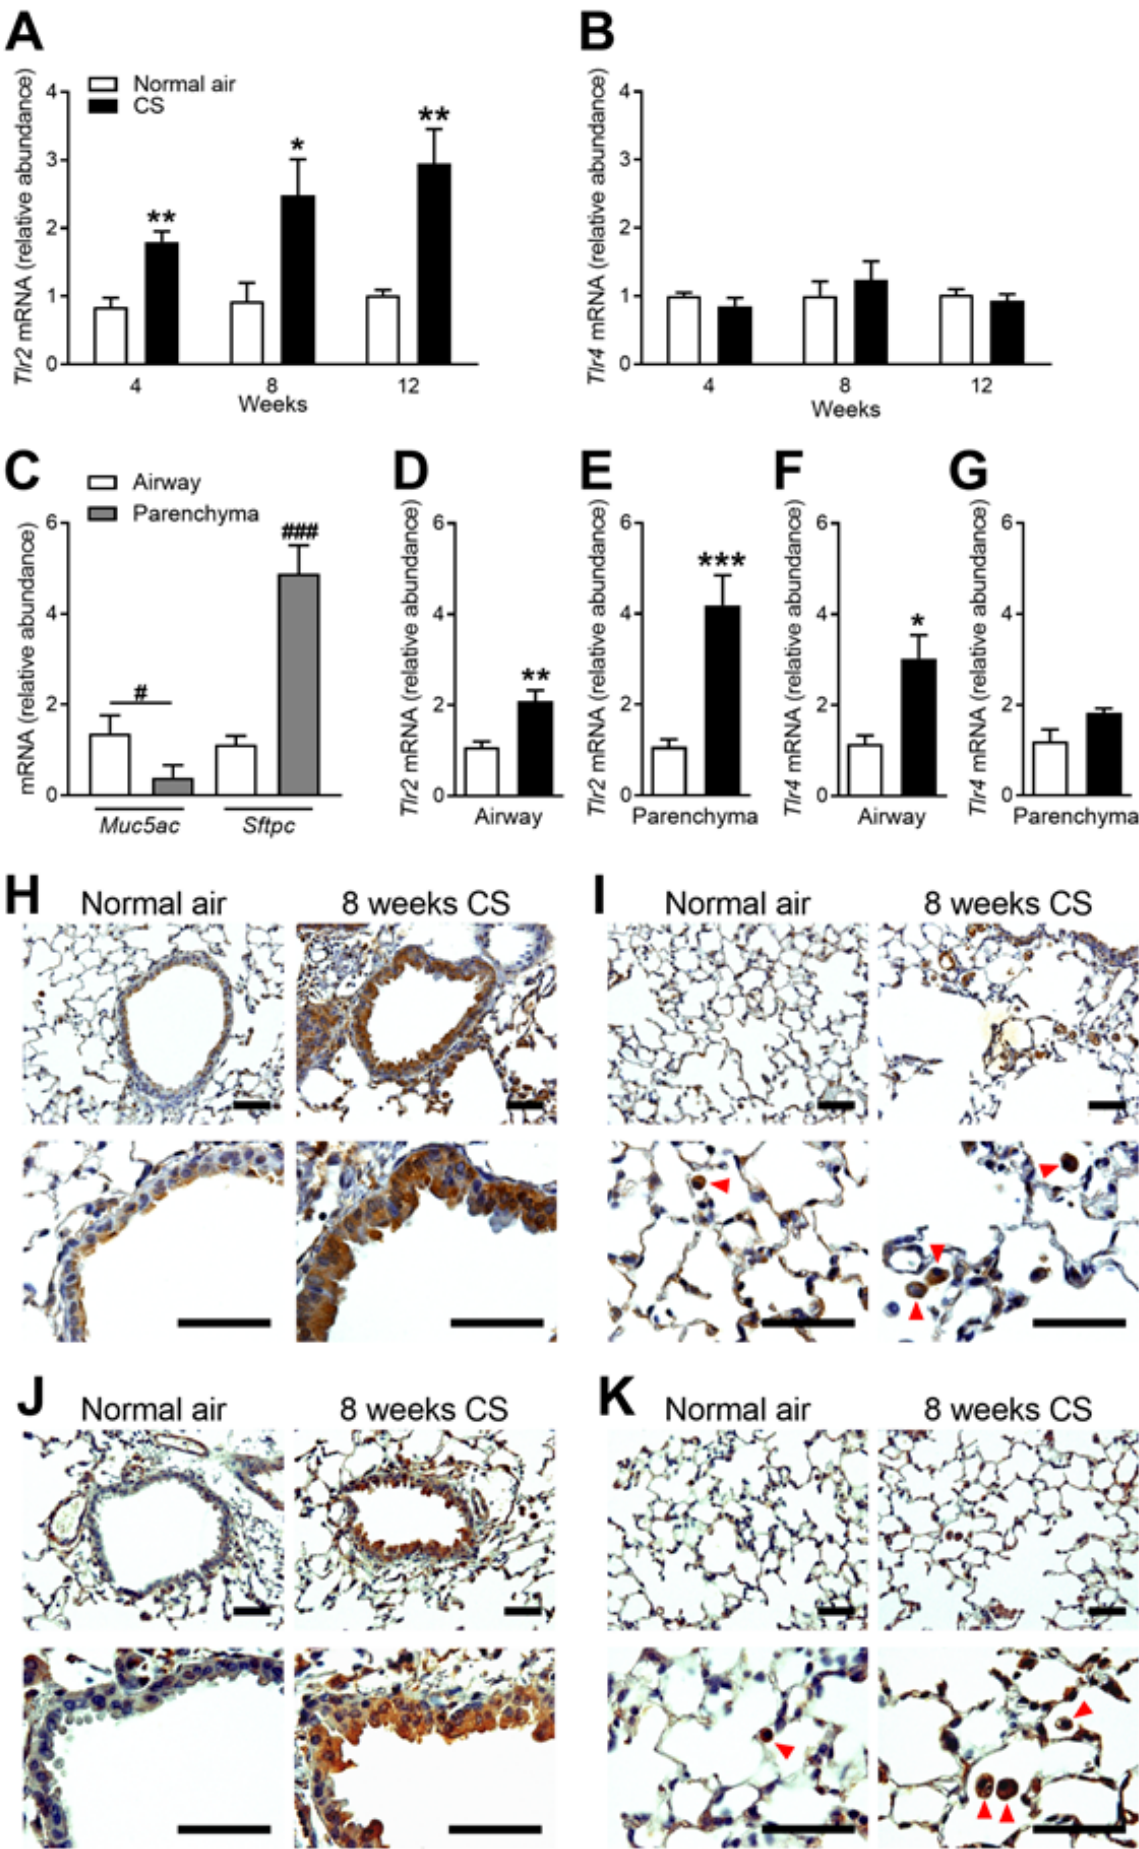 A
B
Normal air
CS
Tlr2 mRNA (relative abundance)
4
3
2
1
0
**
*
**
4
8
12
Weeks
Tlr4 mRNA (relative abundance)
4
3
2
1
0
4
8
12
Weeks
C
D
E
F
G
Airway
Parenchyma
mRNA (relative abundance)
6
4
2
0
#
###
Muc5ac
Sftpc
Tlr2 mRNA (relative abundance)
6
4
2
0
**
Airway
Tlr2 mRNA (relative abundance)
6
4
2
0
***
Parenchyma
Tlr4 mRNA (relative abundance)
6
4
2
0
*
Airway
Tlr4 mRNA (relative abundance)
6
4
2
0
Parenchyma
H
Normal air
8 weeks CS
I
Normal air
8 weeks CS
J
Normal air
8 weeks CS
K
Normal air
8 weeks CS